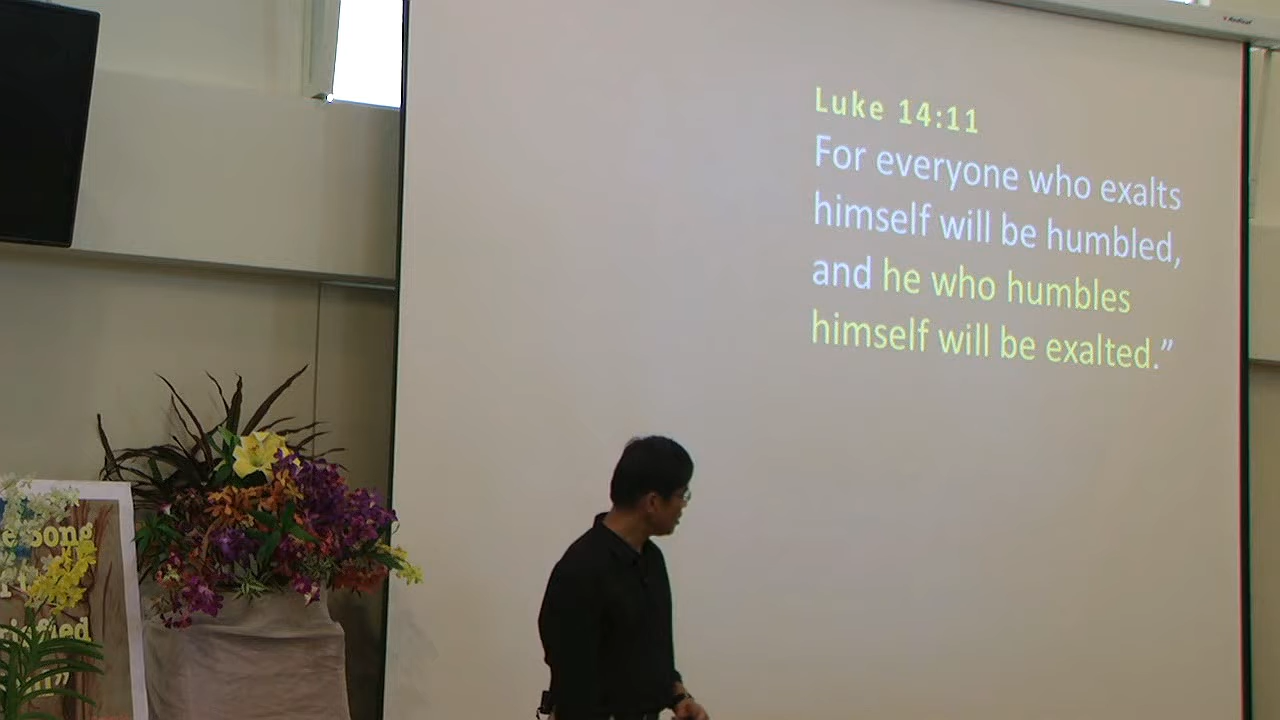 Luke 14:11
For everyone who exalts
himself will be humbled,
and he who humbles
himself will be exalted.”
Song